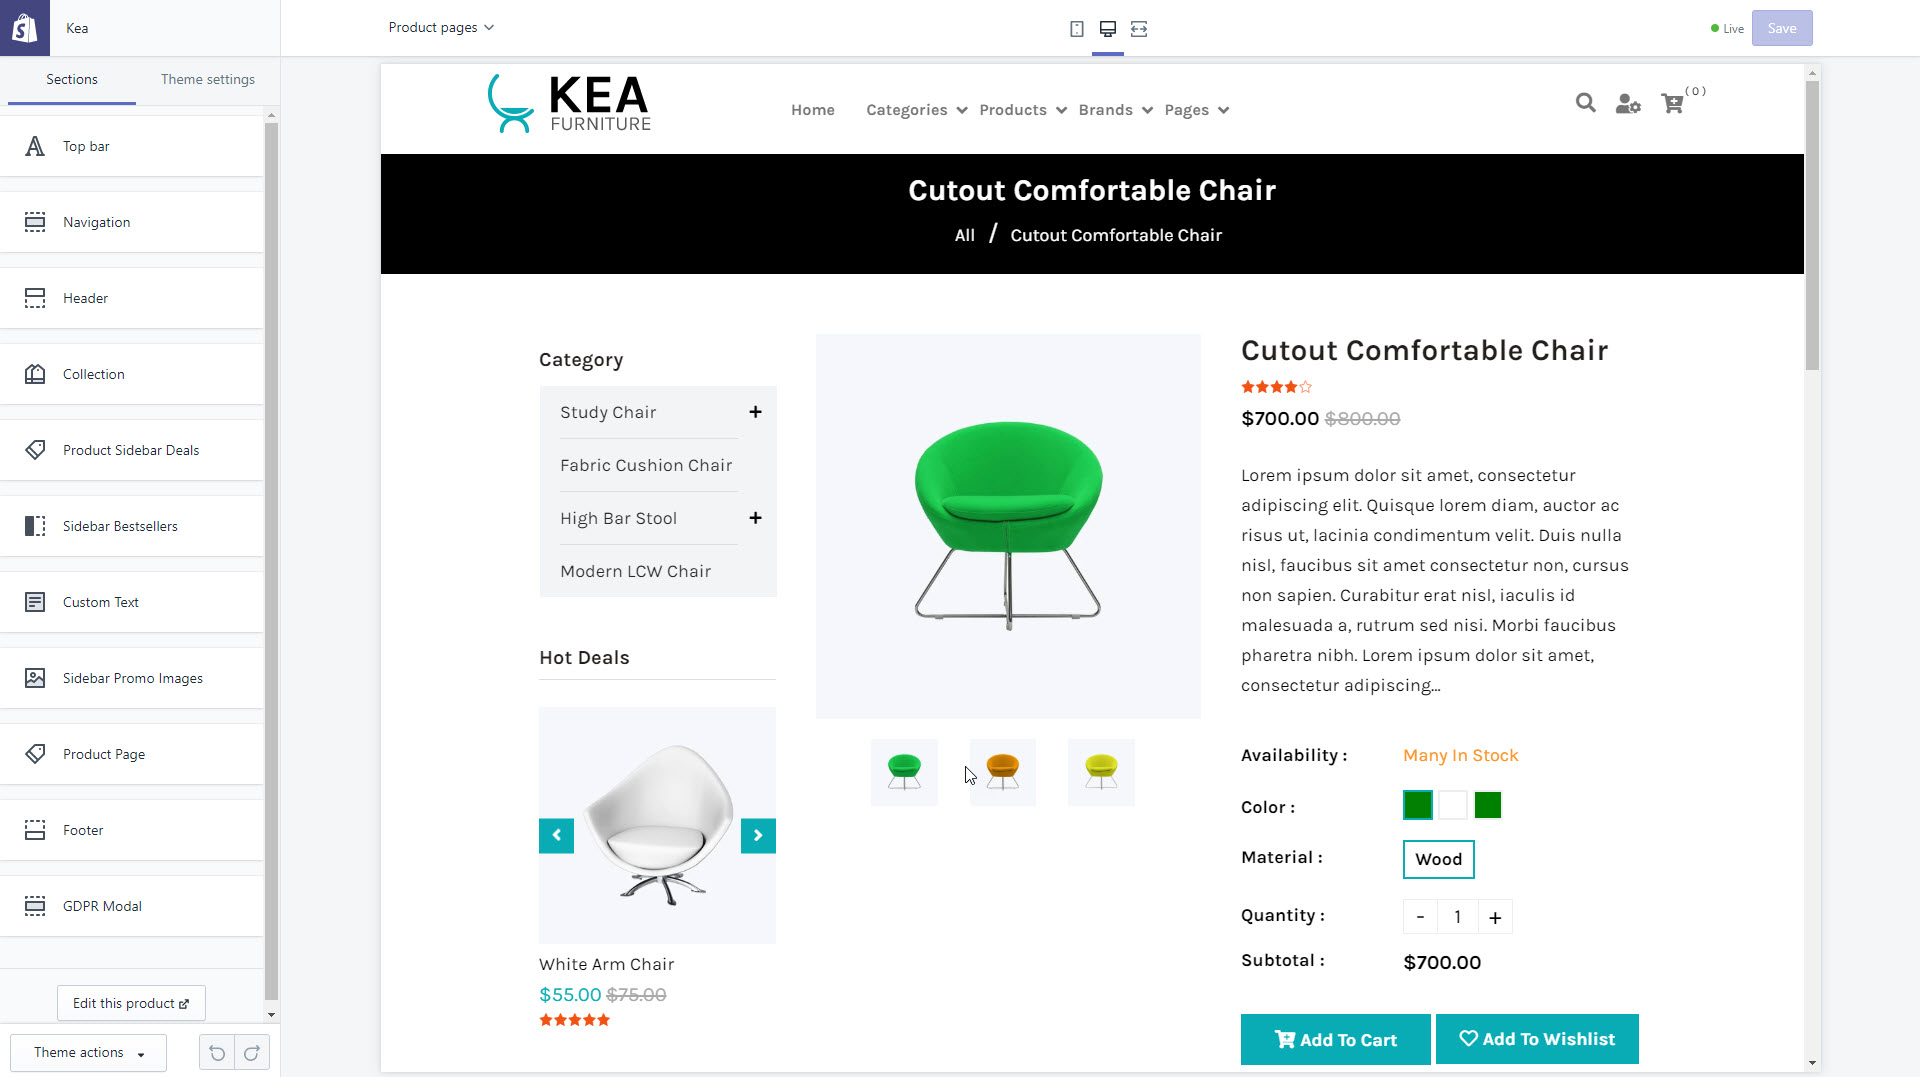 Kea
Product pages
Live
Save
Sections
Theme settings
Top bar
Navigation
Header
Collection
Product Sidebar Deals
Sidebar Bestsellers
Custom Text
Sidebar Promo Images
Product Page
Footer
GDPR Modal
Edit this product
Theme actions
KEA
FURNITURE
Home
Categories
Products
Brands
Pages
( 0 )
Cutout Comfortable Chair
All / Cutout Comfortable Chair
Category
Study Chair +
Fabric Cushion Chair
High Bar Stool +
Modern LCW Chair
Hot Deals
White Arm Chair
$55.00 $75.00
Cutout Comfortable Chair
$700.00 $800.00
Lorem ipsum dolor sit amet, consectetur
adipiscing elit. Quisque lorem diam, auctor ac
risus ut, lacinia condimentum velit. Duis nulla
nisl, faucibus sit amet consectetur non, cursus
non sapien. Curabitur erat nisl, iaculis id
malesuada a, rutrum sed nisi. Morbi faucibus
pharetra nibh. Lorem ipsum dolor sit amet,
consectetur adipiscing...
Availability : Many In Stock
Color :
Material : Wood
Quantity : - 1 +
Subtotal : $700.00
Add To Cart
Add To Wishlist